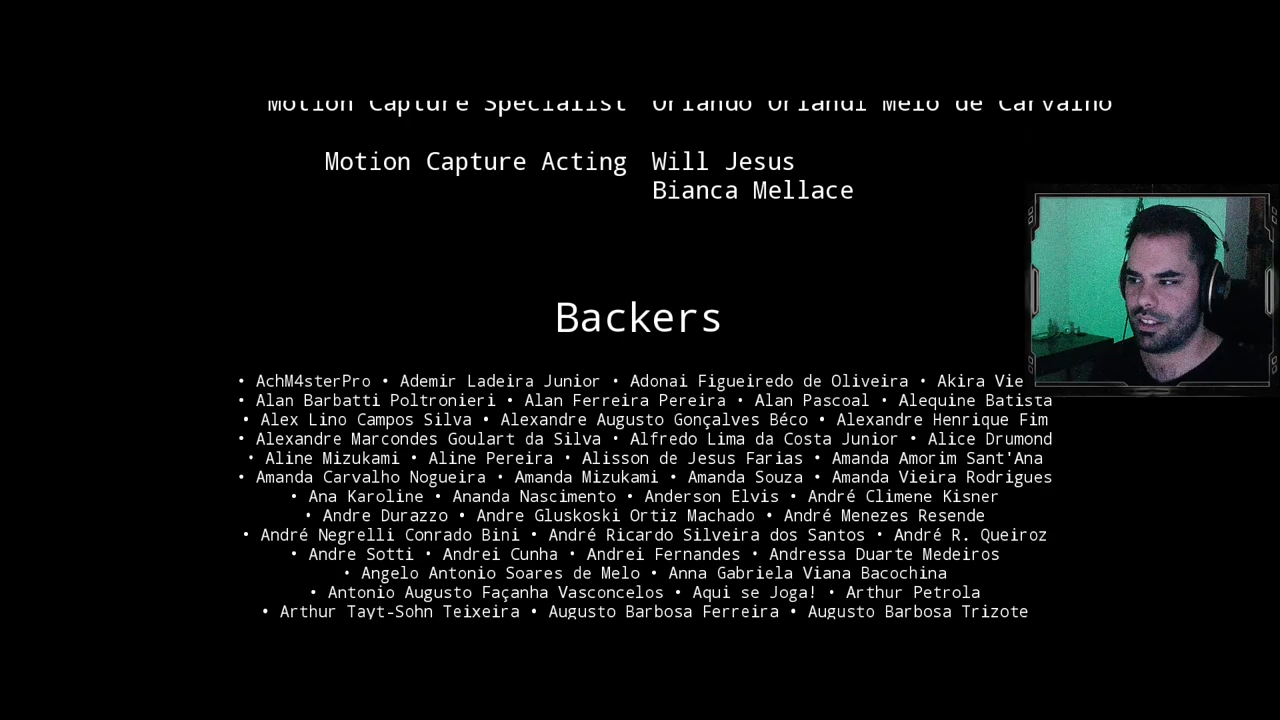 Motion Capture Specialist Orlando Orlandi Melo de Carvalho
Motion Capture Acting Will Jesus
Bianca Mellace
Backers
• AchM4sterPro • Ademir Ladeira Junior • Adonai Figueiredo de Oliveira • Akira Vie
• Alan Barbatti Poltronieri • Alan Ferreira Pereira • Alan Pascoal • Alequine Batista
• Alex Lino Campos Silva • Alexandre Augusto Gonçalves Béco • Alexandre Henrique Fim
• Alexandre Marcondes Goulart da Silva • Alfredo Lima da Costa Junior • Alice Drumond
• Aline Mizukami • Aline Pereira • Alisson de Jesus Farias • Amanda Amorim Sant'Ana
• Amanda Carvalho Nogueira • Amanda Mizukami • Amanda Souza • Amanda Vieira Rodrigues
• Ana Karoline • Ananda Nascimento • Anderson Elvis • André Climene Kisner
• Andre Durazzo • Andre Gluskoski Ortiz Machado • André Menezes Resende
• André Negrelli Conrado Bini • André Ricardo Silveira dos Santos • André R. Queiroz
• Andre Sotti • Andrei Cunha • Andrei Fernandes • Andressa Duarte Medeiros
• Angelo Antonio Soares de Melo • Anna Gabriela Viana Bacochina
• Antonio Augusto Façanha Vasconcelos • Aqui se Joga! • Arthur Petrola
• Arthur Tayt-Sohn Teixeira • Augusto Barbosa Ferreira • Augusto Barbosa Trizote